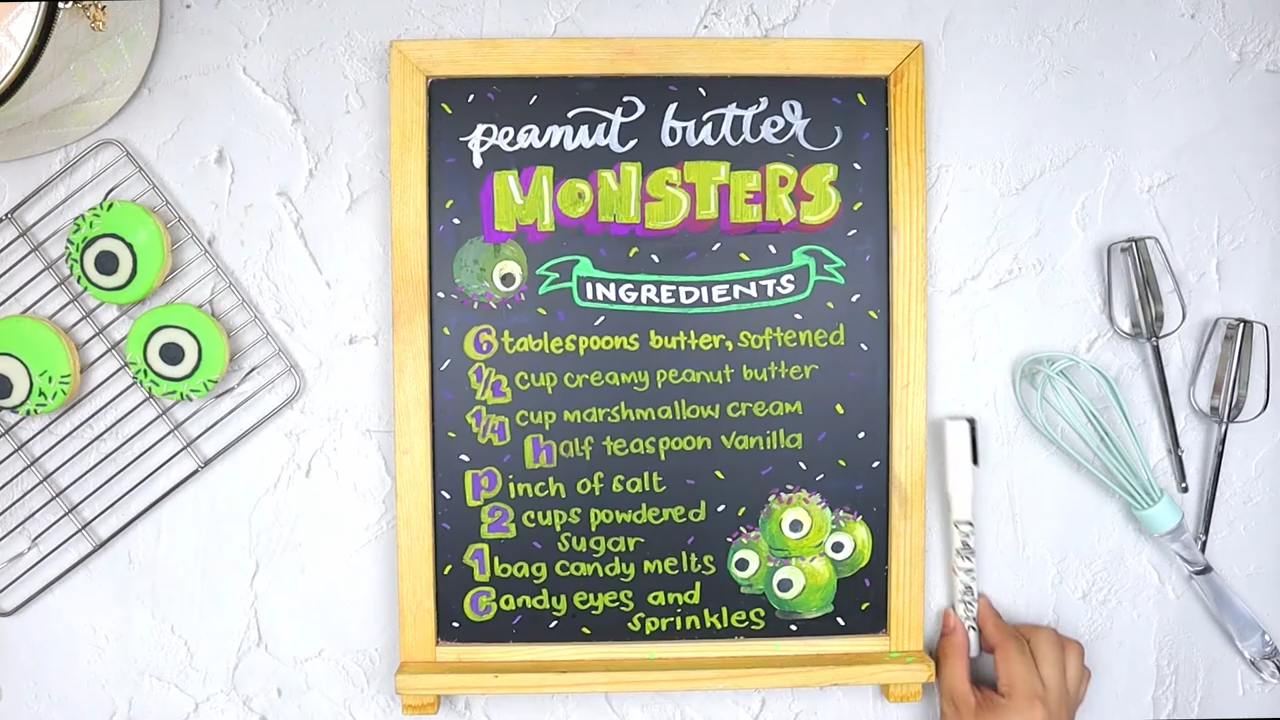 peanut butter
MONSTERS
INGREDIENTS
6 tablespoons butter, softened
1/2 cup creamy peanut butter
1/4 cup marshmallow cream
half teaspoon vanilla
pinch of salt
2 cups powdered
sugar
1 bag candy melts
Candy eyes and
sprinkles